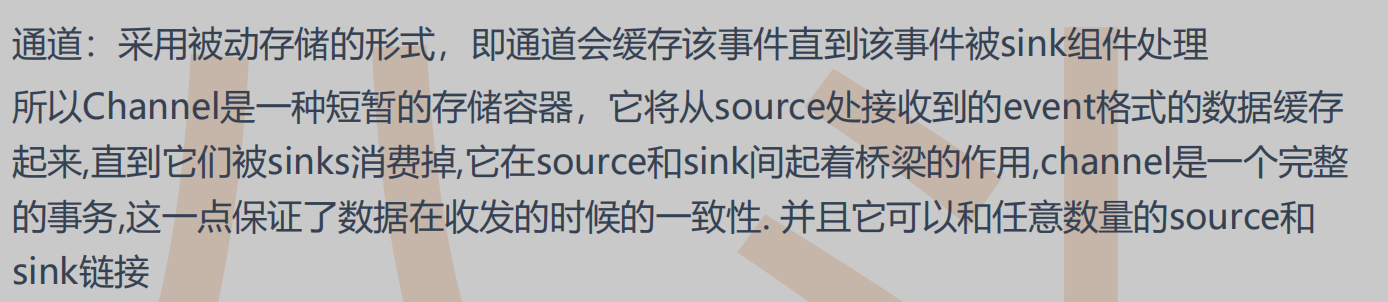 通道：采用被动存储的形式，即通道会缓存该事件直到该事件被sink组件处理
所以Channel是一种短暂的存储容器，它将从source处接收到的event格式的数据缓存
起来,直到它们被sinks消费掉,它在source和sink间起着桥梁的作用,channel是一个完整
的事务,这一点保证了数据在收发的时候的一致性. 并且它可以和任意数量的source和
sink链接